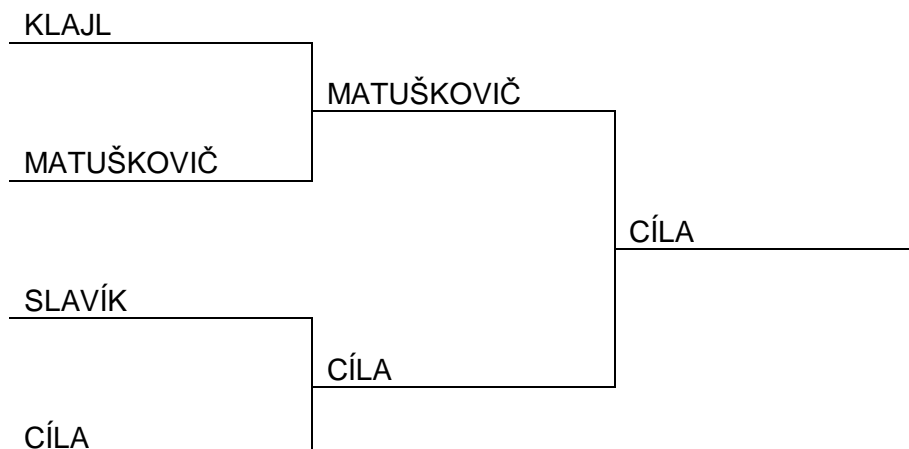 KLAJL
MATUŠKOVIČ
MATUŠKOVIČ
CÍLA
SLAVÍK
CÍLA
CÍLA